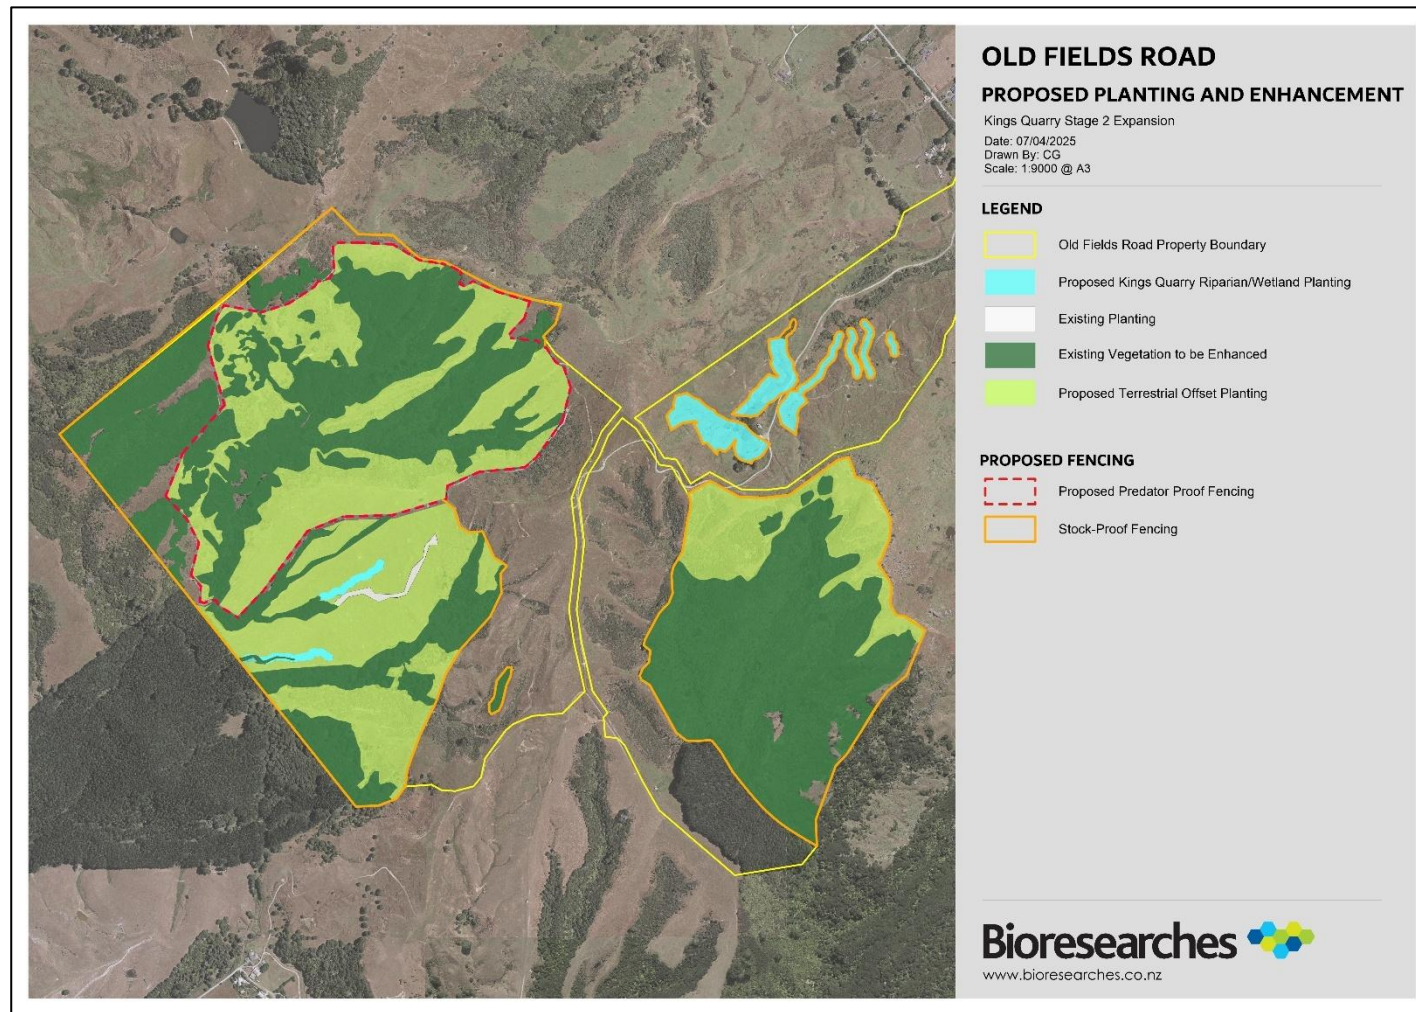 OLD FIELDS ROAD
PROPOSED PLANTING AND ENHANCEMENT
Kings Quarry Stage 2 Expansion
Date: 07/04/2025
Drawn By: CG
Scale: 1:9000 @ A3
LEGEND
Old Fields Road Property Boundary
Proposed Kings Quarry Riparian/Wetland Planting
Existing Planting
Existing Vegetation to be Enhanced
Proposed Terrestrial Offset Planting
PROPOSED FENCING
Proposed Predator Proof Fencing
Stock-Proof Fencing
Bioresearches
www.bioresearches.co.nz